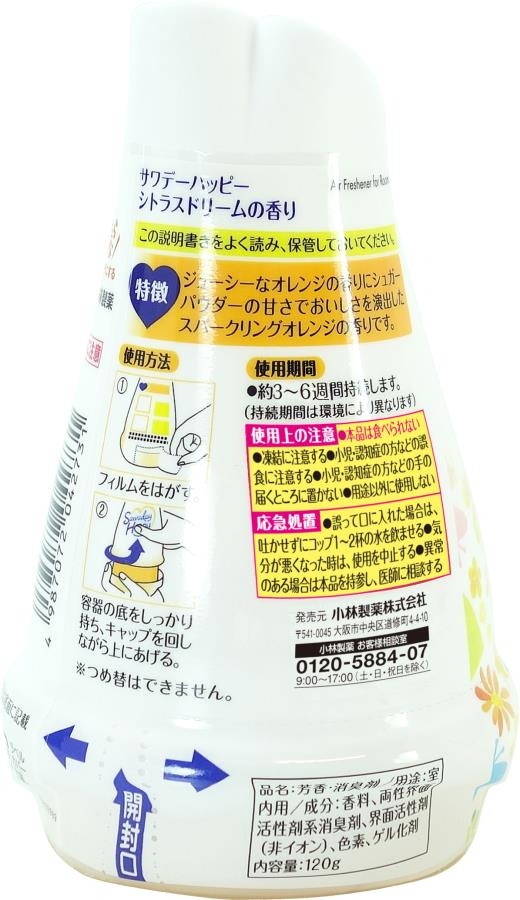 サワデーハッピー
シトラスドリームの香り
Air Freshener for Room
この説明書きをよく読み、保管しておいてください。
特徴
ジューシーなオレンジの香りにシュガー
パウダーの甘さでおいしさを演出した
スパークリングオレンジの香りです。
使用方法
①
フィルムをはがす。
②
Sawaday
Happy
容器の底をしっかり
持ち、キャップを回し
ながら上にあげる。
※つめ替はできません。
使用期間
●約3〜6週間持続します。
(持続期間は環境により異なります)
使用上の注意 ●本品は食べられない
●凍結に注意する●小児・認知症の方などの誤
食に注意する●小児・認知症の方などの手の
届くところに置かない●用途以外に使用しない
応急処置 ●誤って口に入れた場合は、
吐かせずにコップ1〜2杯の水を飲ませる●気
分が悪くなった時は、使用を中止する●異常
のある場合は本品を持参し、医師に相談する
発売元 小林製薬株式会社
〒541-0045 大阪市中央区道修町4-4-10
小林製薬 お客様相談室
0120-5884-07
9:00〜17:00(土・日・祝日を除く)
4 987072 042731
開封口
品名:芳香・消臭剤/用途:室
内用/成分:香料、両性界面
活性剤系消臭剤、界面活性剤
(非イオン)、色素、ゲル化剤
内容量:120g